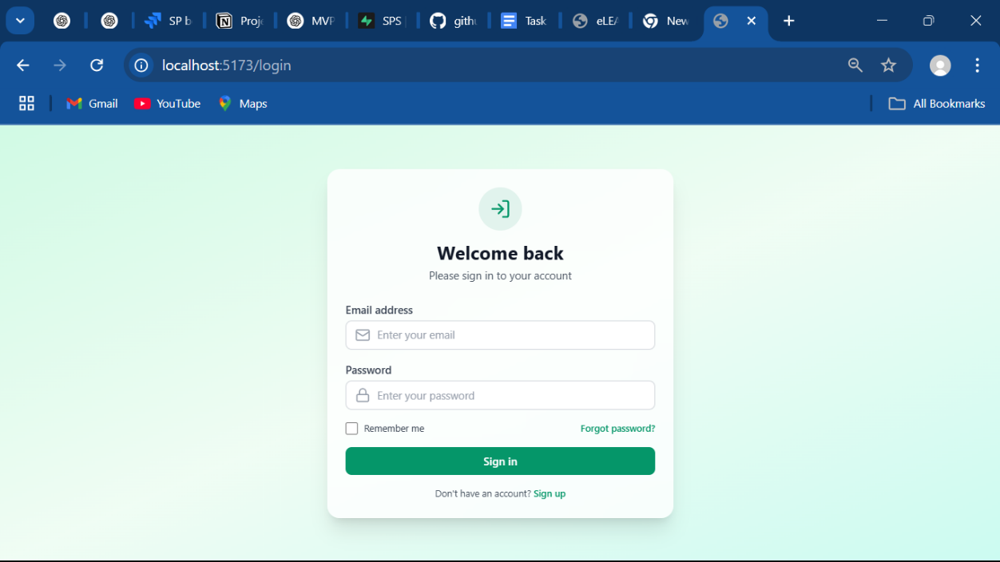 SP b
Proje
MVP
SPS
githu
Task
eLEA
New
localhost:5173/login
Gmail
YouTube
Maps
All Bookmarks
Welcome back
Please sign in to your account
Email address
Enter your email
Password
Enter your password
Remember me
Forgot password?
Sign in
Don't have an account? Sign up